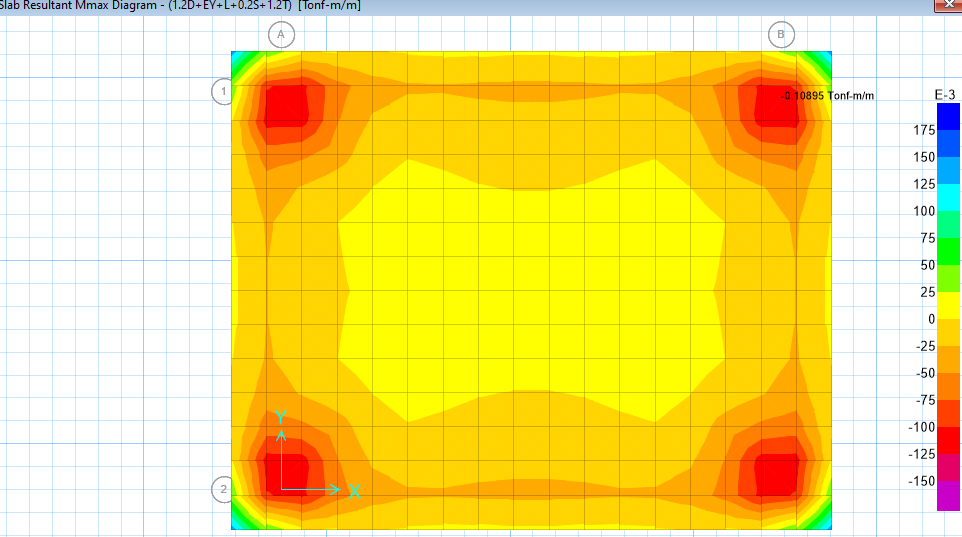 Slab Resultant Mmax Diagram - (1.2D+EY+L+0.2S+1.2T) [Tonf-m/m]
A
B
1
-0.10895 Tonf-m/m
E-3
175
150
125
100
75
50
25
0
-25
-50
-75
-100
-125
-150
Y
X
2